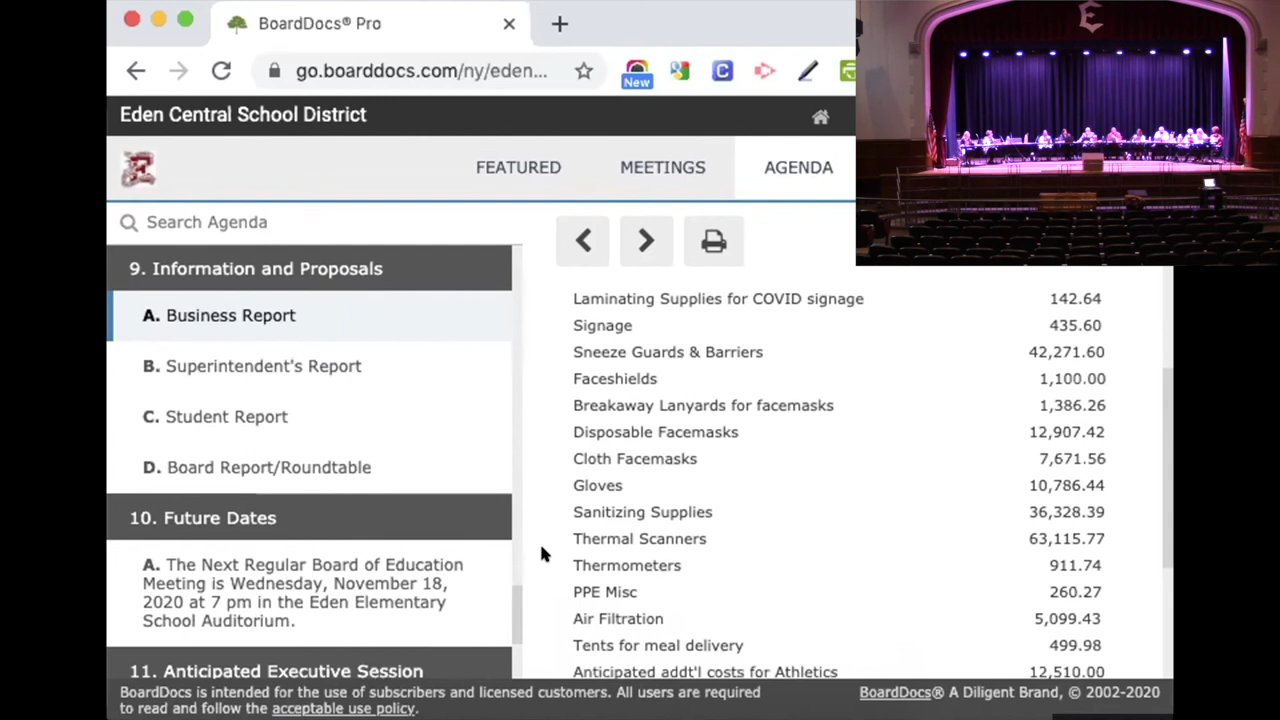 BoardDocs® Pro
go.boarddocs.com/ny/eden...
New
Eden Central School District
E
FEATURED MEETINGS AGENDA
Search Agenda
9. Information and Proposals
A. Business Report
B. Superintendent's Report
C. Student Report
D. Board Report/Roundtable
10. Future Dates
A. The Next Regular Board of Education
Meeting is Wednesday, November 18,
2020 at 7 pm in the Eden Elementary
School Auditorium.
11. Anticipated Executive Session
Laminating Supplies for COVID signage 142.64
Signage 435.60
Sneeze Guards & Barriers 42,271.60
Faceshields 1,100.00
Breakaway Lanyards for facemasks 1,386.26
Disposable Facemasks 12,907.42
Cloth Facemasks 7,671.56
Gloves 10,786.44
Sanitizing Supplies 36,328.39
Thermal Scanners 63,115.77
Thermometers 911.74
PPE Misc 260.27
Air Filtration 5,099.43
Tents for meal delivery 499.98
Anticipated addt'l costs for Athletics 12,510.00
BoardDocs is intended for the use of subscribers and licensed customers. All users are required
to read and follow the acceptable use policy.
BoardDocs® A Diligent Brand, © 2002-2020
E